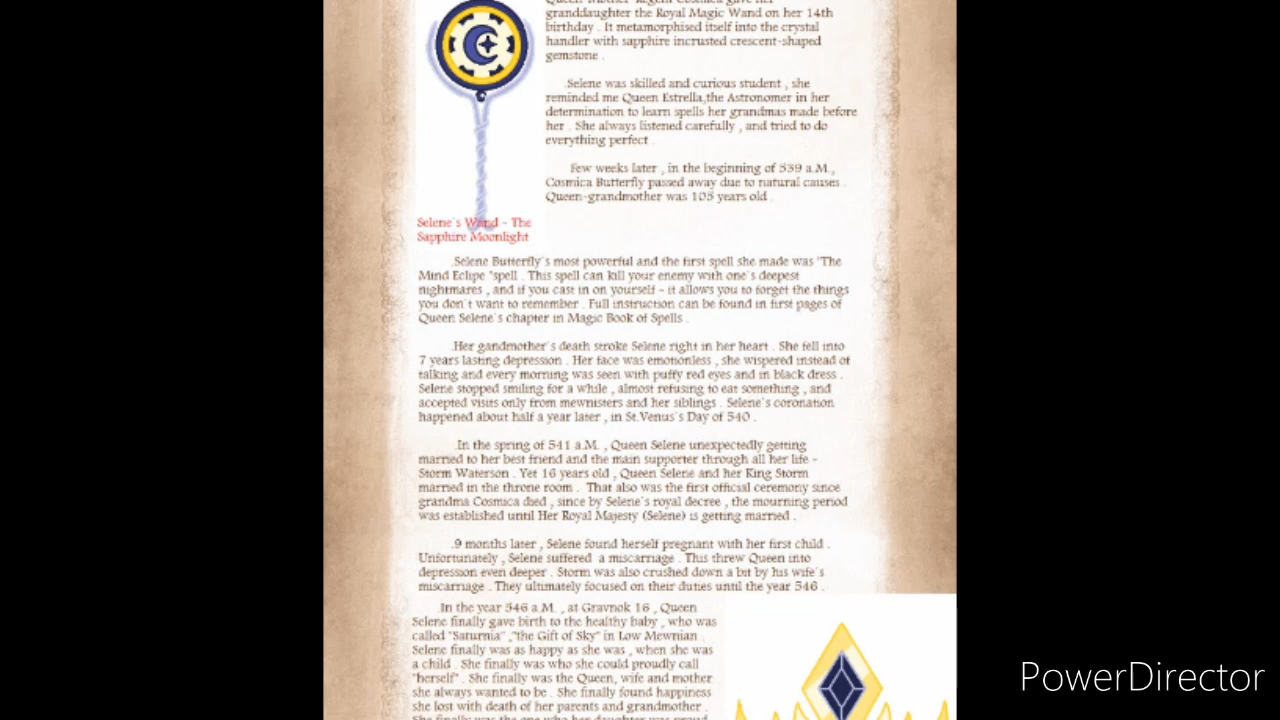 Queen-Mother-Regent Cosmica gave her
granddaughter the Royal Magic Wand on her 14th
birthday . It metamorphised itself into the crystal
handler with sapphire incrusted crescent-shaped
gemstone .
.Selene was skilled and curious student , she
reminded me Queen Estrella,the Astronomer in her
determination to learn spells her grandmas made before
her . She always listened carefully , and tried to do
everything perfect .
Few weeks later , in the beginning of 539 a.M.,
Cosmica Butterfly passed away due to natural causes .
Queen-grandmother was 105 years old .
Selene`s Wand - The
Sapphire Moonlight
.Selene Butterfly`s most powerful and the first spell she made was "The
Mind Eclipe "spell . This spell can kill your enemy with one`s deepest
nightmares , and if you cast in on yourself - it allows you to forget the things
you don`t want to remember . Full instruction can be found in first pages of
Queen Selene`s chapter in Magic Book of Spells .
.Her gandmother`s death stroke Selene right in her heart . She fell into
7 years lasting depression . Her face was emotionless , she wispered instead of
talking and every morning was seen with puffy red eyes and in black dress .
Selene stopped smiling for a while , almost refusing to eat something , and
accepted visits only from mewnisters and her siblings . Selene`s coronation
happened about half a year later , in St.Venus`s Day of 540 .
.In the spring of 541 a.M. , Queen Selene unexpectedly getting
married to her best friend and the main supporter through all her life -
Storm Waterson . Yet 16 years old , Queen Selene and her King Storm
married in the throne room . That also was the first official ceremony since
grandma Cosmica died , since by Selene`s royal decree , the mourning period
was established until Her Royal Majesty (Selene) is getting married .
.9 months later , Selene found herself pregnant with her first child .
Unfortunately , Selene suffered a miscarriage . This threw Queen into
depression even deeper . Storm was also crushed down a bit by his wife`s
miscarriage . They ultimately focused on their duties until the year 546 .
.In the year 546 a.M. , at Gravnok 16 , Queen
Selene finally gave birth to the healthy baby , who was
called "Saturnia" ,"the Gift of Sky" in Low Mewnian .
Selene finally was as happy as she was , when she was
a child . She finally was who she could proudly call
"herself" . She finally was the Queen, wife and mother
she always wanted to be . She finally found happiness
she lost with death of her parents and grandmother .
She finally was the one who her daughter was proud
PowerDirector